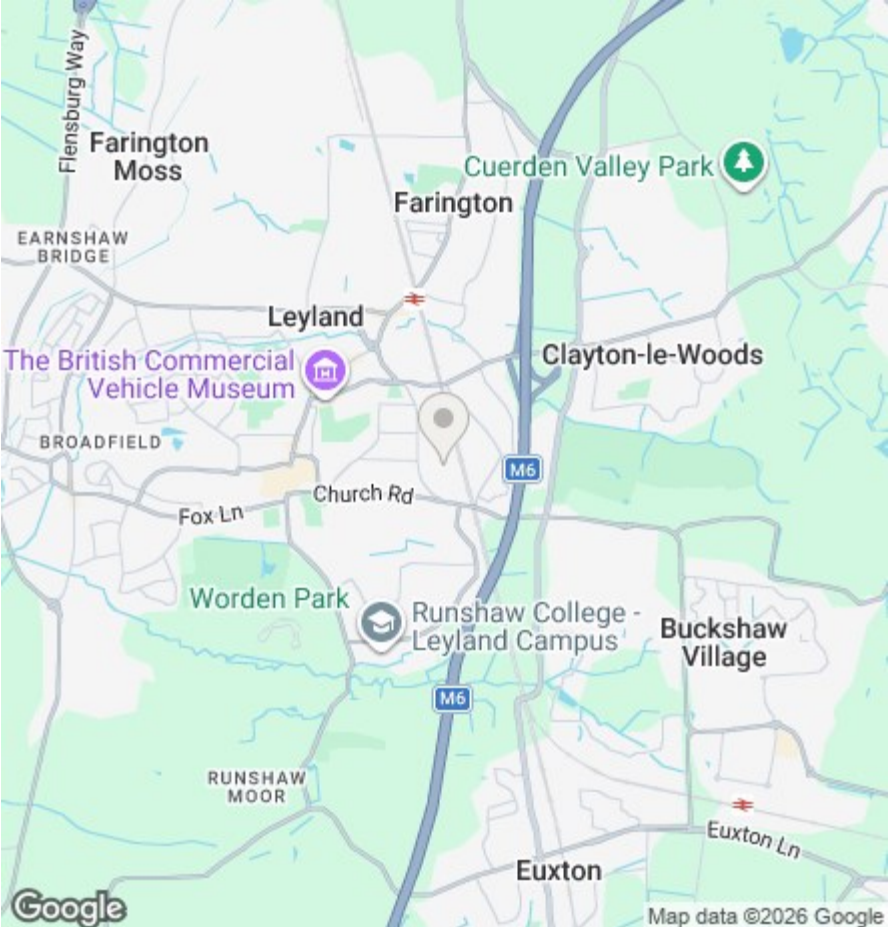 Flensburg Way
Farington
Moss
Cuerden Valley Park
Farington
EARNSHAW
BRIDGE
Leyland
The British Commercial
Vehicle Museum
Clayton-le-Woods
BROADFIELD
M6
Church Rd
Fox Ln
Worden Park
Runshaw College -
Leyland Campus
Buckshaw
Village
M6
RUNSHAW
MOOR
Euxton Ln
Euxton
Google
Map data ©2026 Google